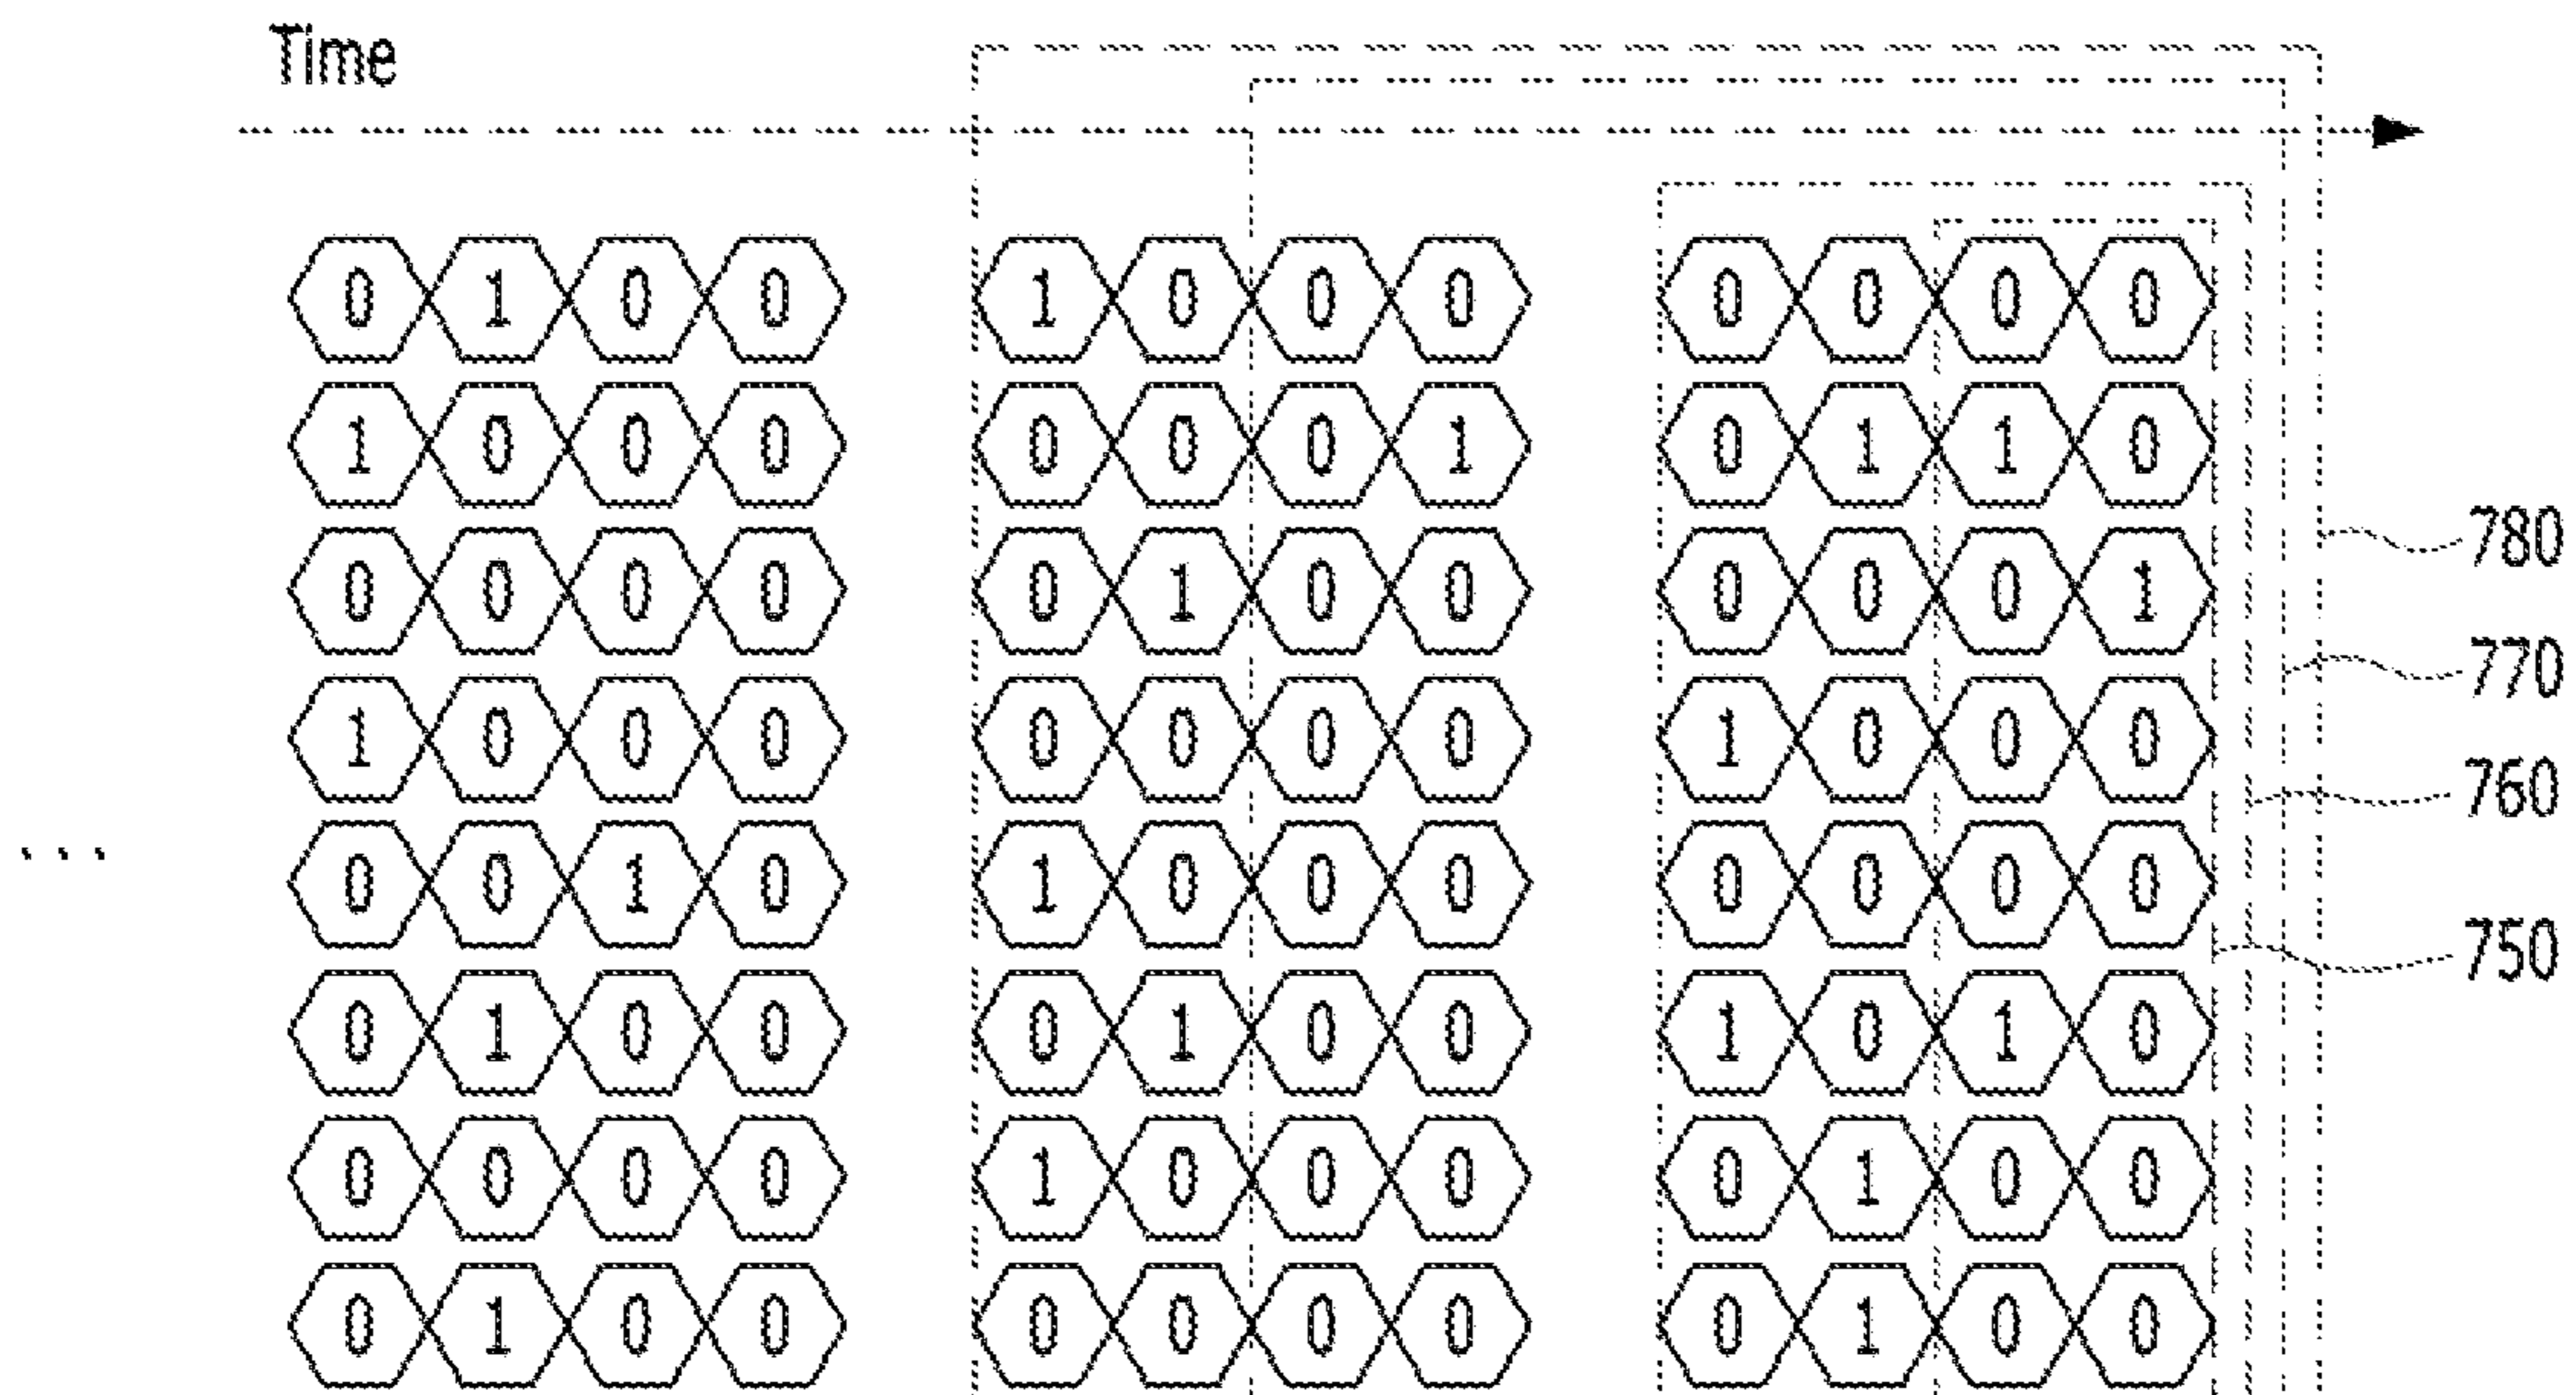 Time
0 1 0 0 1 0 0 0 0 0 0 0
1 0 0 0 0 0 0 1 0 1 1 0
0 0 0 0 0 1 0 0 0 0 0 1
780
770
1 0 0 0 0 0 0 0 1 0 0 0
760
... 0 0 1 0 1 0 0 0 0 0 0 0
750
0 1 0 0 0 1 0 0 1 0 1 0
0 0 0 0 1 0 0 0 0 1 0 0
0 1 0 0 0 0 0 0 0 1 0 0